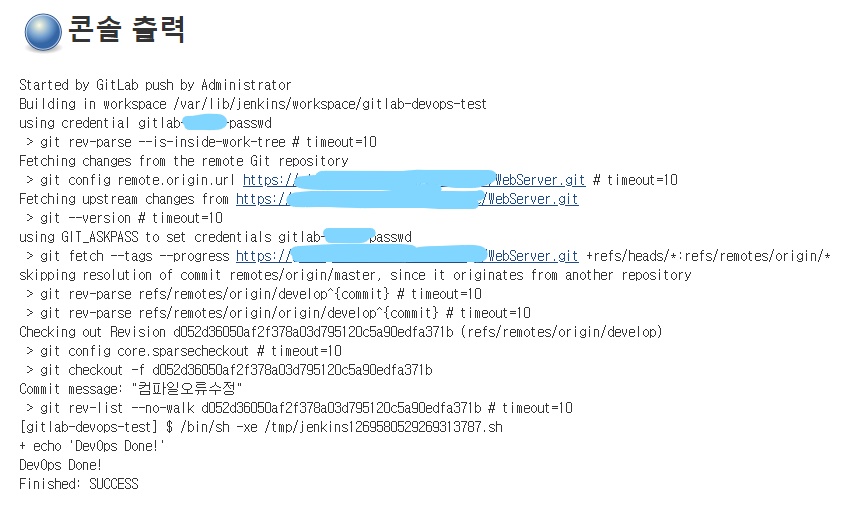 콘솔 출력
Started by GitLab push by Administrator
Building in workspace /var/lib/jenkins/workspace/gitlab-devops-test
using credential gitlab- -passwd
> git rev-parse --is-inside-work-tree # timeout=10
Fetching changes from the remote Git repository
> git config remote.origin.url https:// /WebServer.git # timeout=10
Fetching upstream changes from https:// /WebServer.git
> git --version # timeout=10
using GIT_ASKPASS to set credentials gitlab- passwd
> git fetch --tags --progress https:// /WebServer.git +refs/heads/*:refs/remotes/origin/*
skipping resolution of commit remotes/origin/master, since it originates from another repository
> git rev-parse refs/remotes/origin/develop^{commit} # timeout=10
> git rev-parse refs/remotes/origin/origin/develop^{commit} # timeout=10
Checking out Revision d052d36050af2f378a03d795120c5a90edfa371b (refs/remotes/origin/develop)
> git config core.sparsecheckout # timeout=10
> git checkout -f d052d36050af2f378a03d795120c5a90edfa371b
Commit message: "컴파일오류수정"
> git rev-list --no-walk d052d36050af2f378a03d795120c5a90edfa371b # timeout=10
[gitlab-devops-test] $ /bin/sh -xe /tmp/jenkins1269580529269313787.sh
+ echo 'DevOps Done!'
DevOps Done!
Finished: SUCCESS